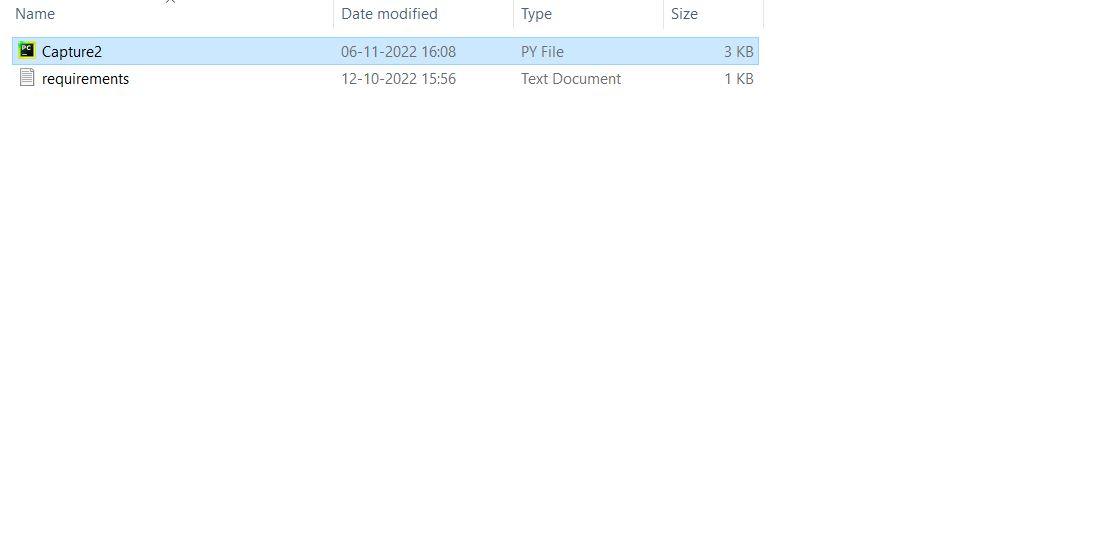 Name Date modified Type Size
PC Capture2 06-11-2022 16:08 PY File 3 KB
requirements 12-10-2022 15:56 Text Document 1 KB